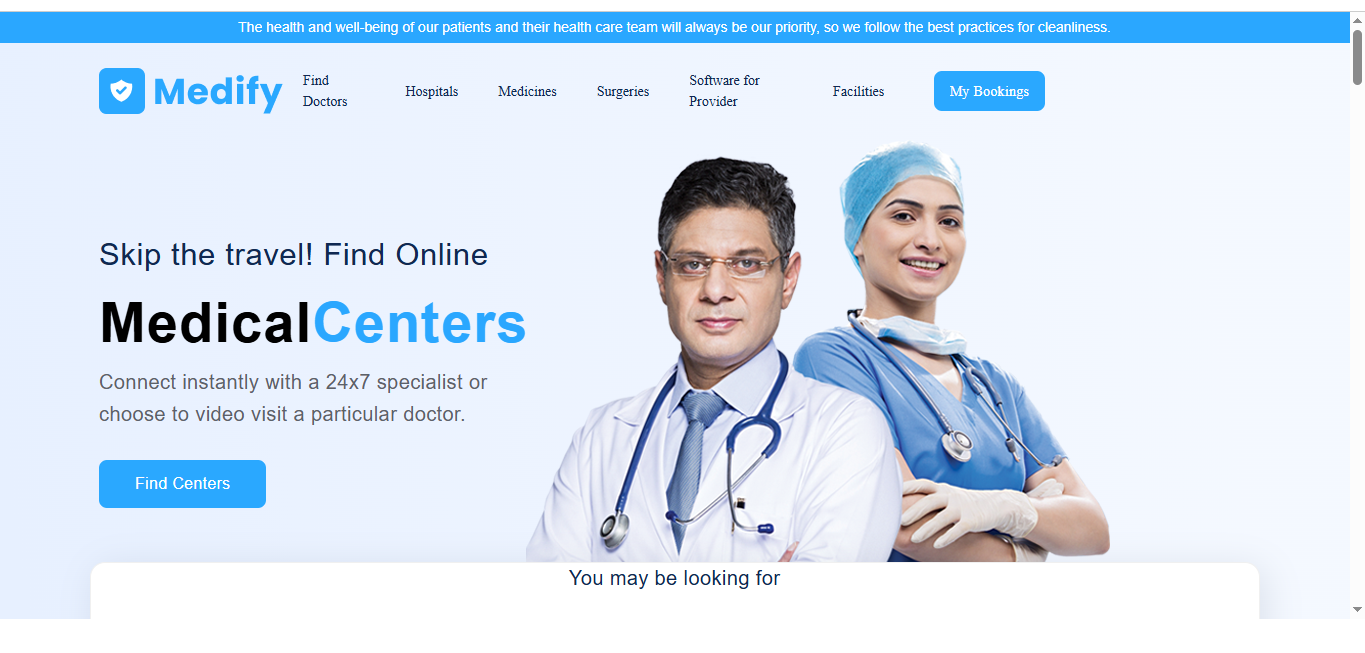 The health and well-being of our patients and their health care team will always be our priority, so we follow the best practices for cleanliness.
Medify
Find
Doctors
Hospitals
Medicines
Surgeries
Software for
Provider
Facilities
My Bookings
Skip the travel! Find Online
MedicalCenters
Connect instantly with a 24x7 specialist or
choose to video visit a particular doctor.
Find Centers
You may be looking for